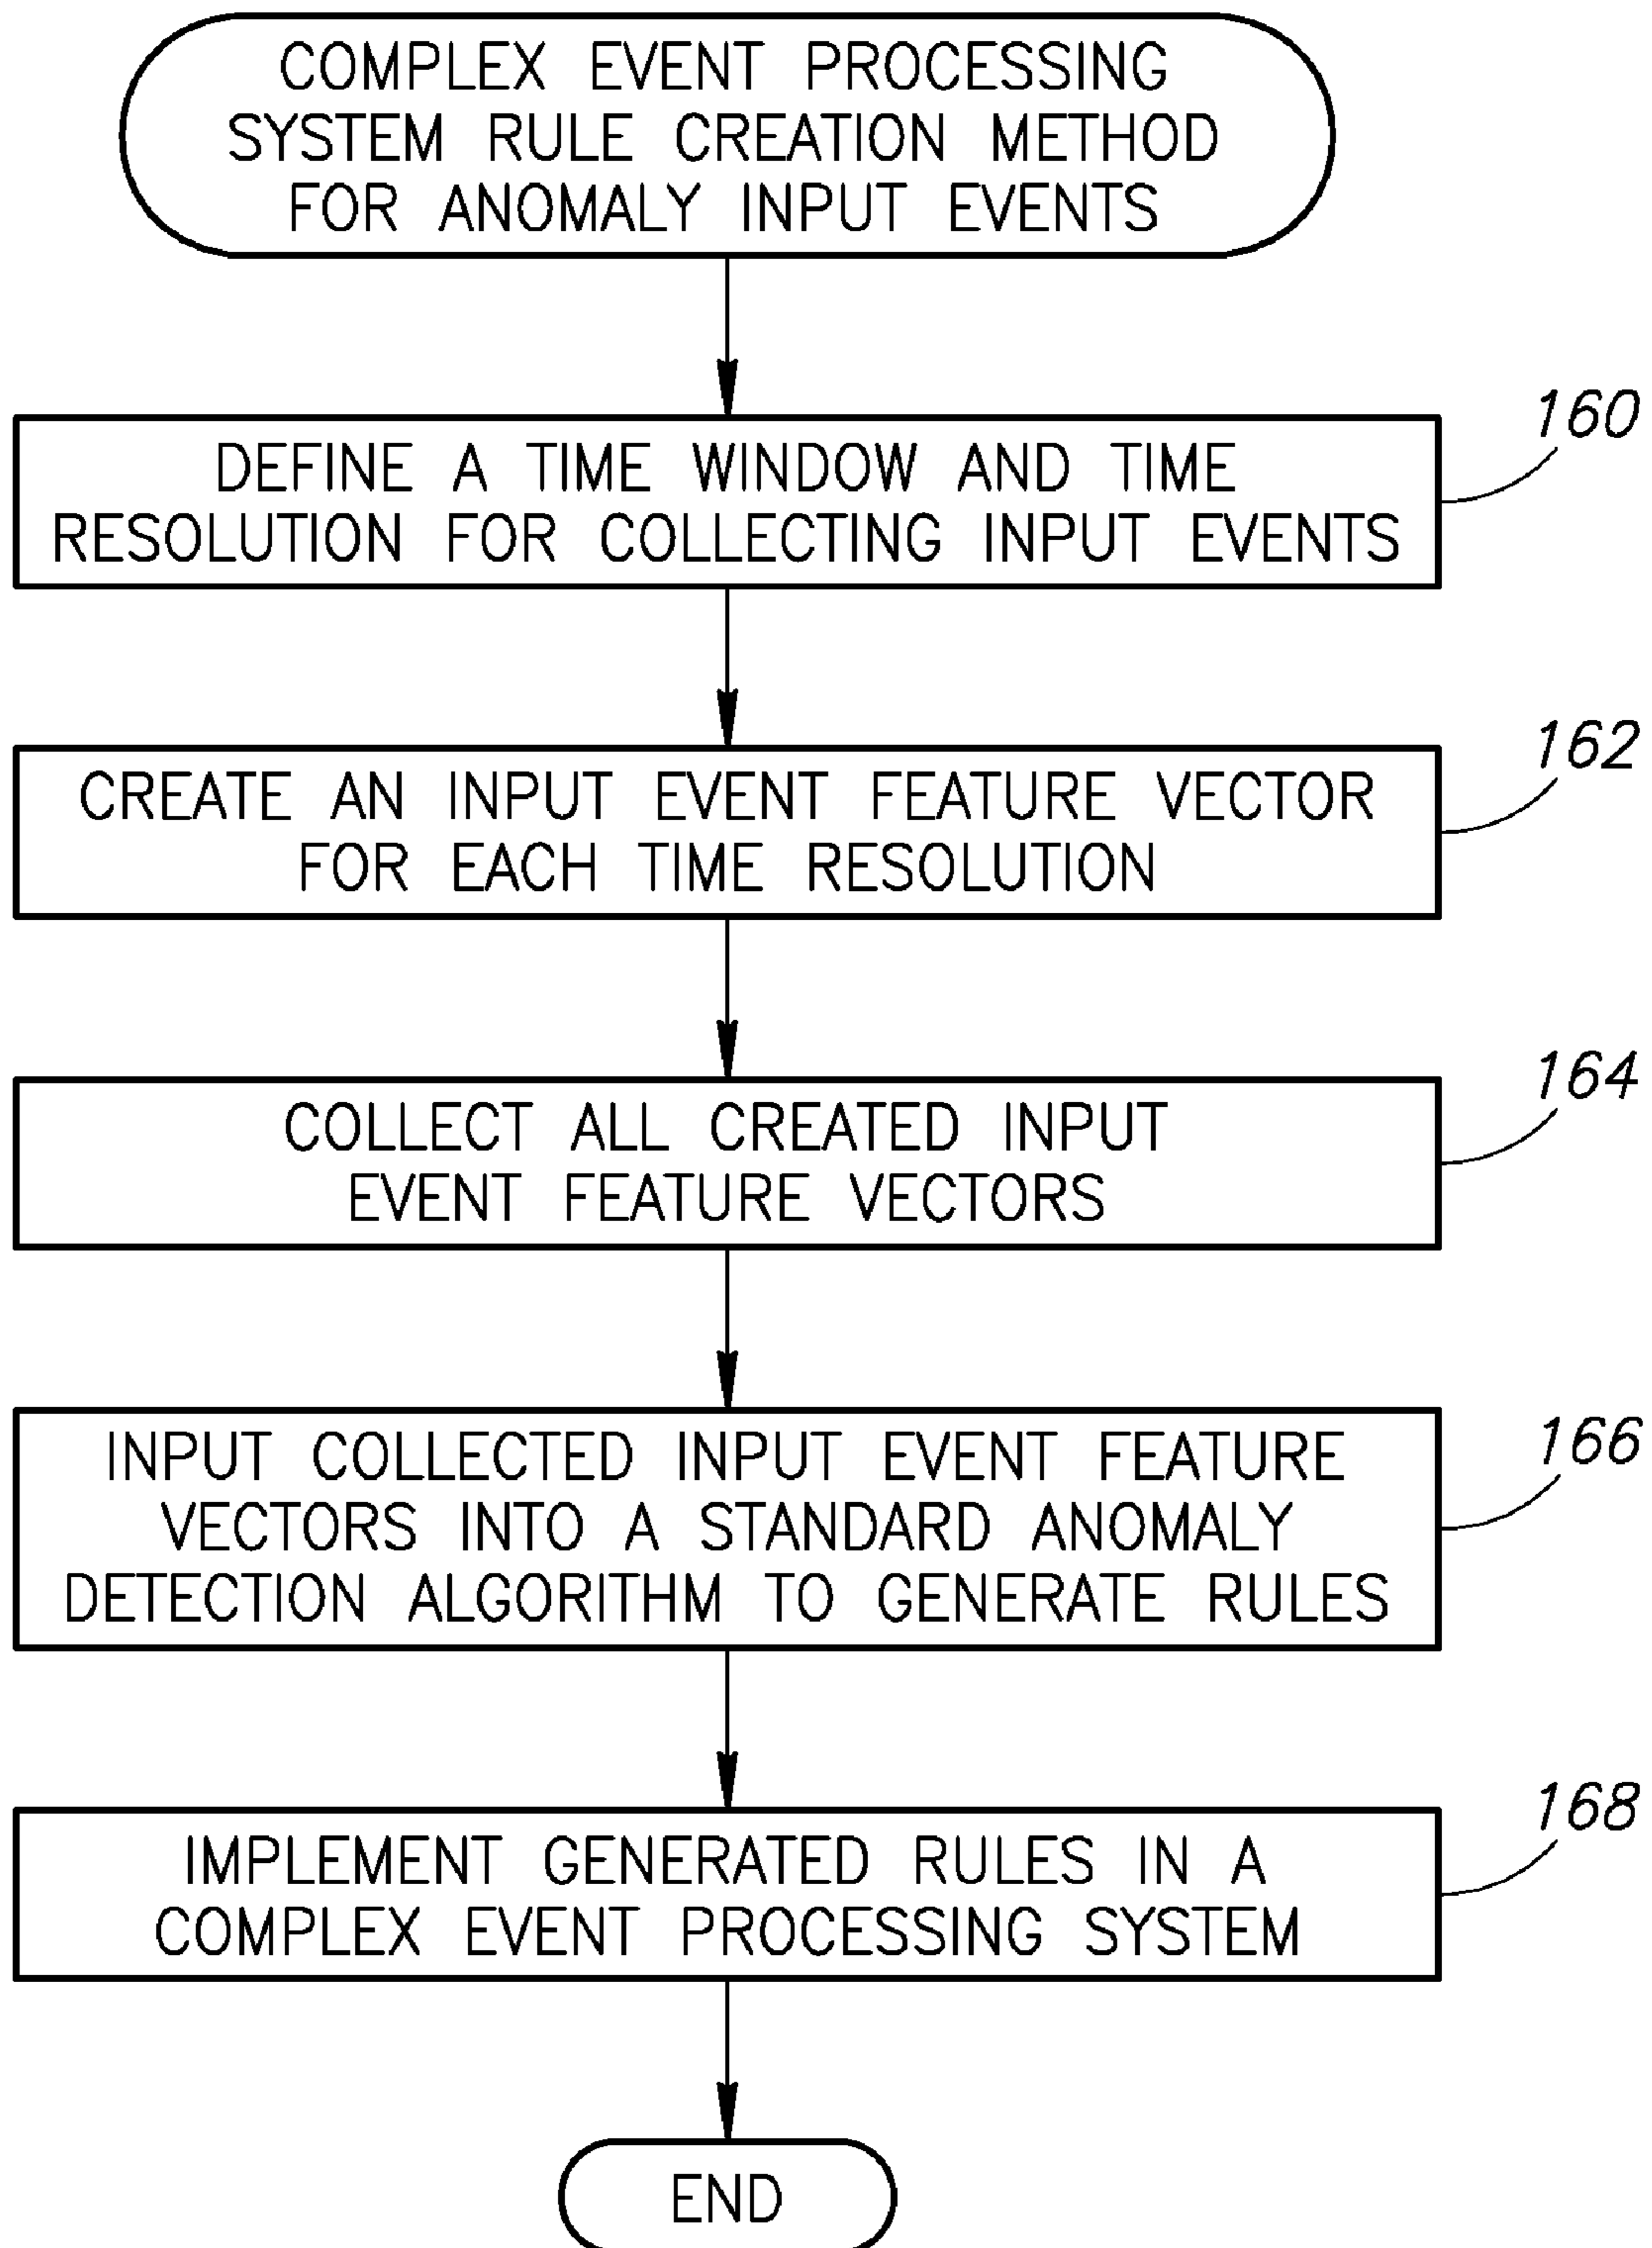 COMPLEX EVENT PROCESSING
SYSTEM RULE CREATION METHOD
FOR ANOMALY INPUT EVENTS
160
DEFINE A TIME WINDOW AND TIME
RESOLUTION FOR COLLECTING INPUT EVENTS
162
CREATE AN INPUT EVENT FEATURE VECTOR
FOR EACH TIME RESOLUTION
164
COLLECT ALL CREATED INPUT
EVENT FEATURE VECTORS
166
INPUT COLLECTED INPUT EVENT FEATURE
VECTORS INTO A STANDARD ANOMALY
DETECTION ALGORITHM TO GENERATE RULES
168
IMPLEMENT GENERATED RULES IN A
COMPLEX EVENT PROCESSING SYSTEM
END